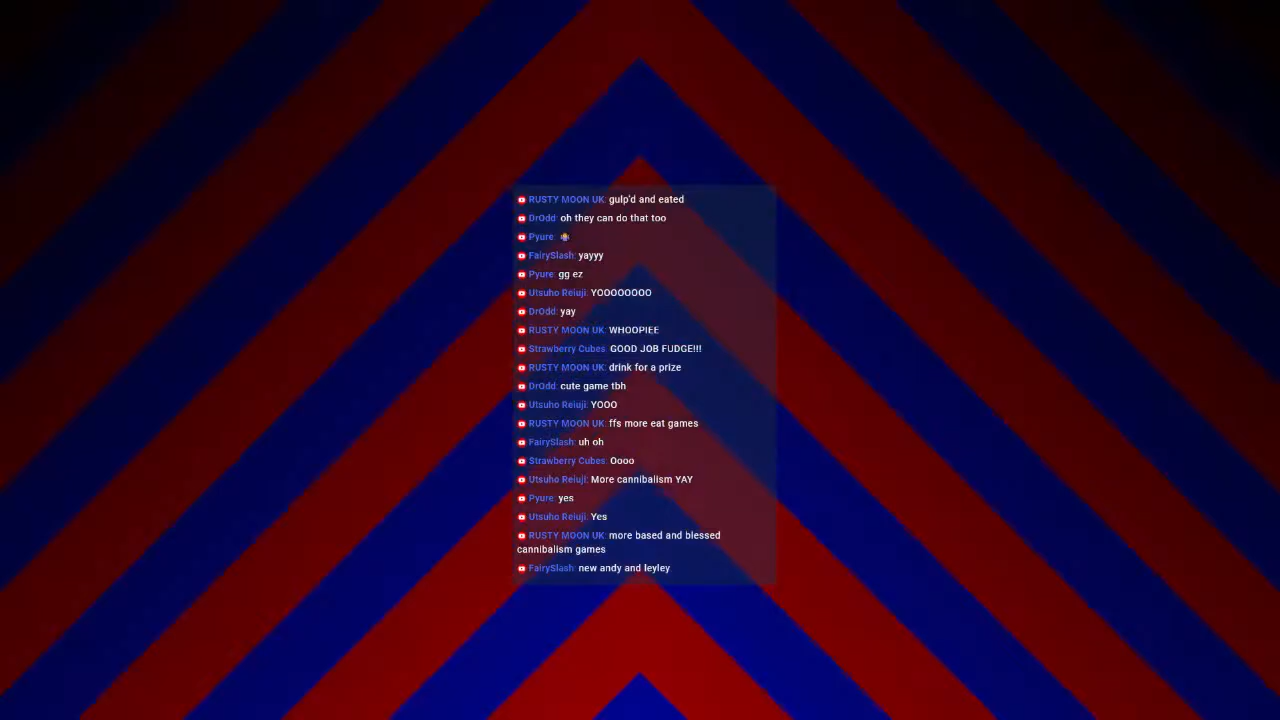 RUSTY MOON UK: gulp'd and eated
DrOdd: oh they can do that too
Pyure:
FairySlash: yayyy
Pyure: gg ez
Utsuho Reiuji: YOOOOOOOO
DrOdd: yay
RUSTY MOON UK: WHOOPIEE
Strawberry Cubes: GOOD JOB FUDGE!!!
RUSTY MOON UK: drink for a prize
DrOdd: cute game tbh
Utsuho Reiuji: YOOO
RUSTY MOON UK: ffs more eat games
FairySlash: uh oh
Strawberry Cubes: Oooo
Utsuho Reiuji: More cannibalism YAY
Pyure: yes
Utsuho Reiuji: Yes
RUSTY MOON UK: more based and blessed
cannibalism games
FairySlash: new andy and leyley